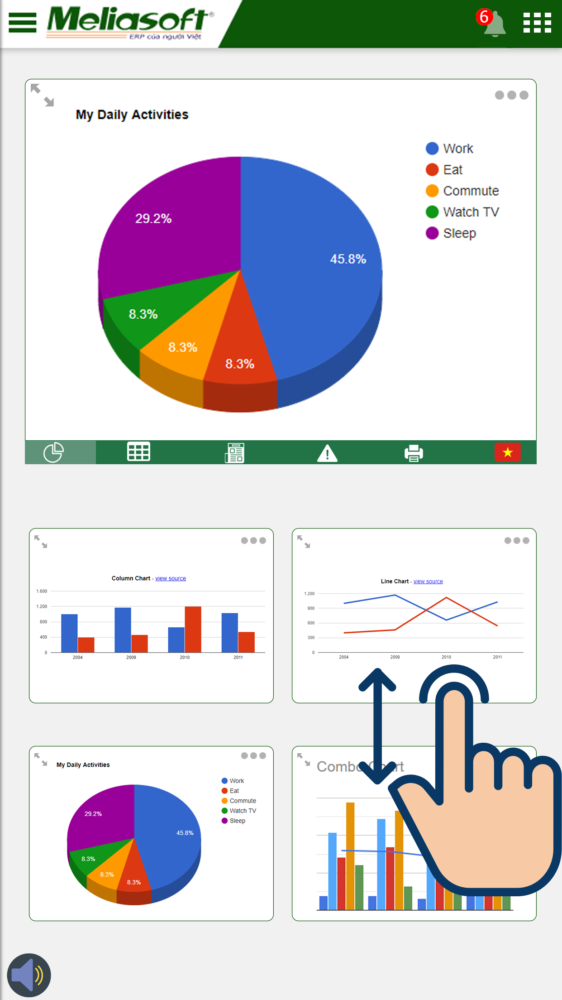 Meliasoft®
ERP của người Việt
6
My Daily Activities
Work
Eat
Commute
Watch TV
Sleep
29.2%
45.8%
8.3%
8.3%
8.3%
Column Chart - view source
1.600
1.200
800
400
0
2004 2009 2010 2011
Line Chart - view source
1.200
900
600
300
0
2004 2009 2010 2011
My Daily Activities
Work
Eat
Commute
Watch TV
Sleep
29.2%
45.8%
8.3%
8.3%
8.3%
Combo Chart